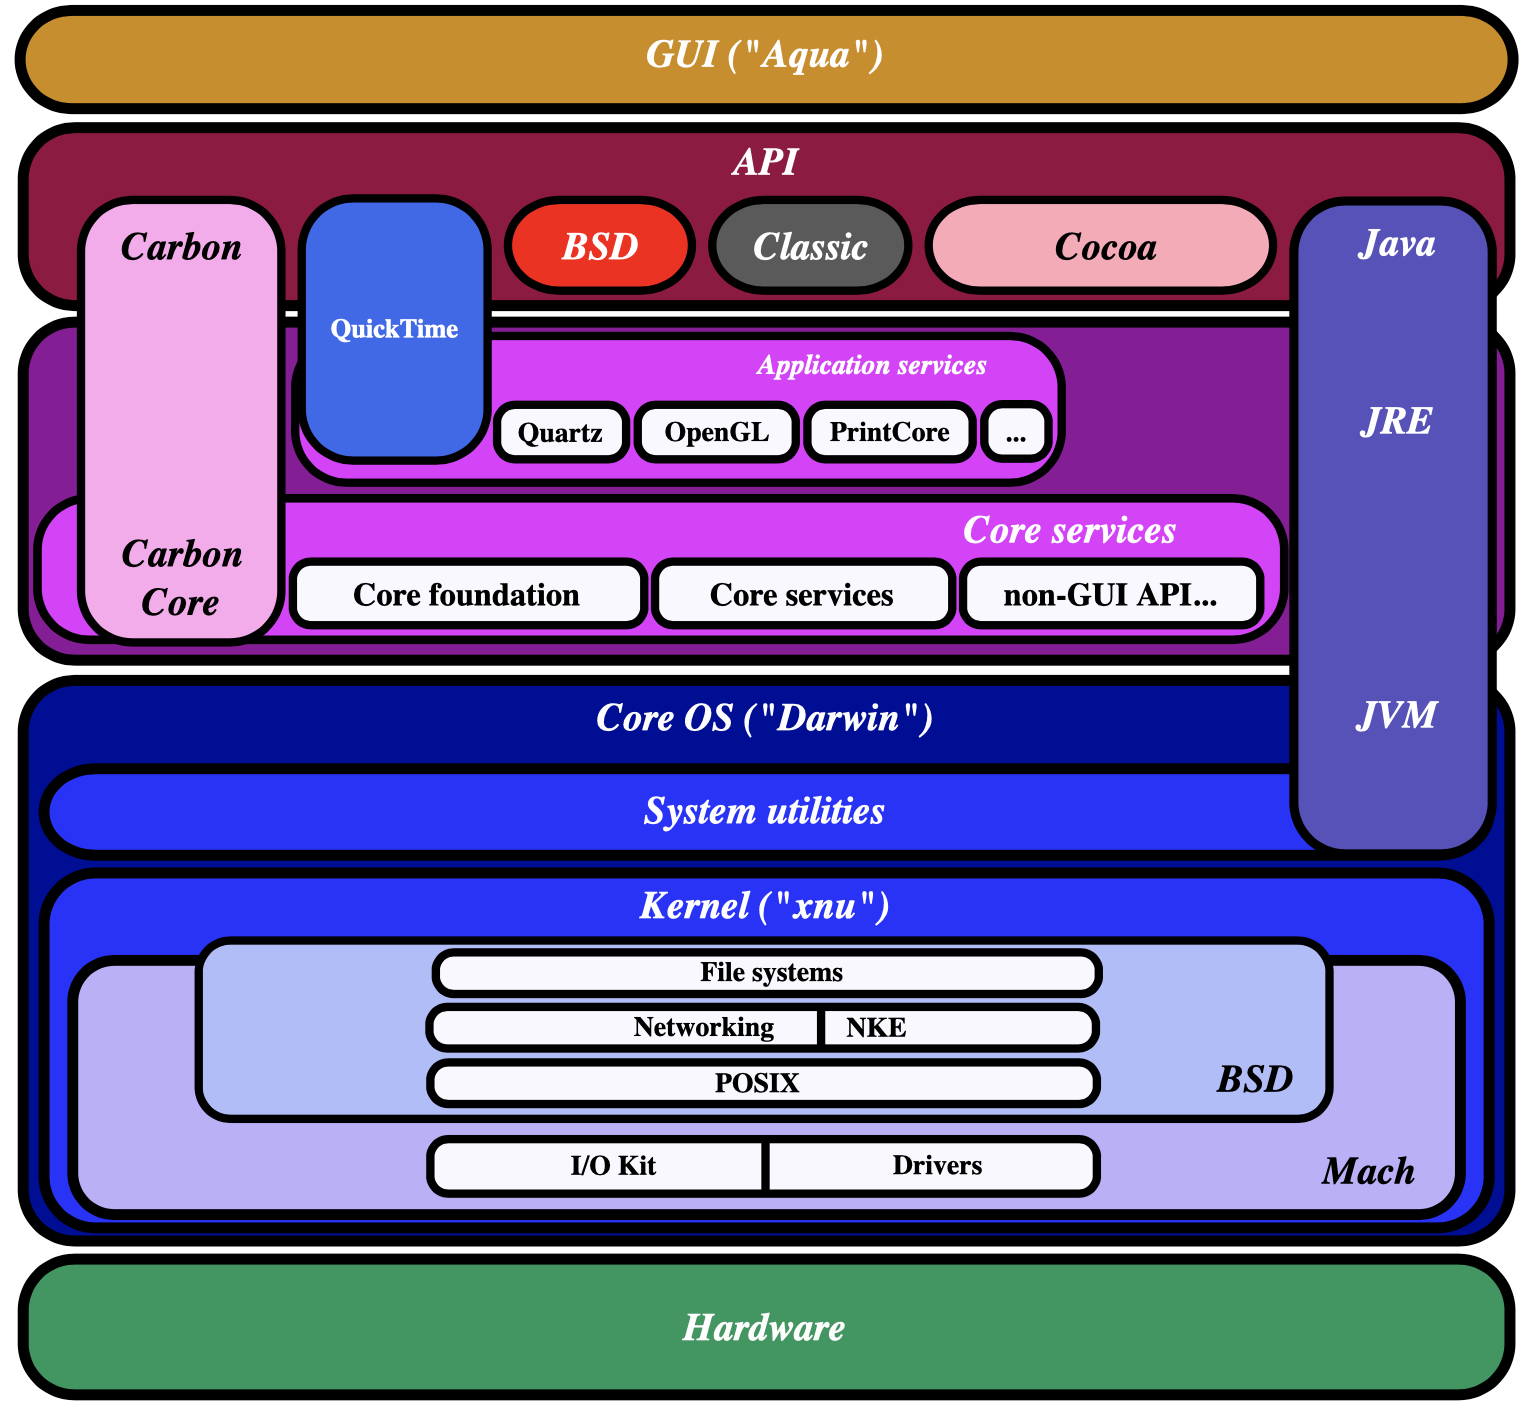 GUI ("Aqua")
API
Carbon
QuickTime
BSD
Classic
Cocoa
Java
Application services
Quartz
OpenGL
PrintCore
...
JRE
Carbon
Core
Core services
Core foundation
Core services
non-GUI API...
Core OS ("Darwin")
JVM
System utilities
Kernel ("xnu")
File systems
Networking
NKE
POSIX
BSD
I/O Kit
Drivers
Mach
Hardware